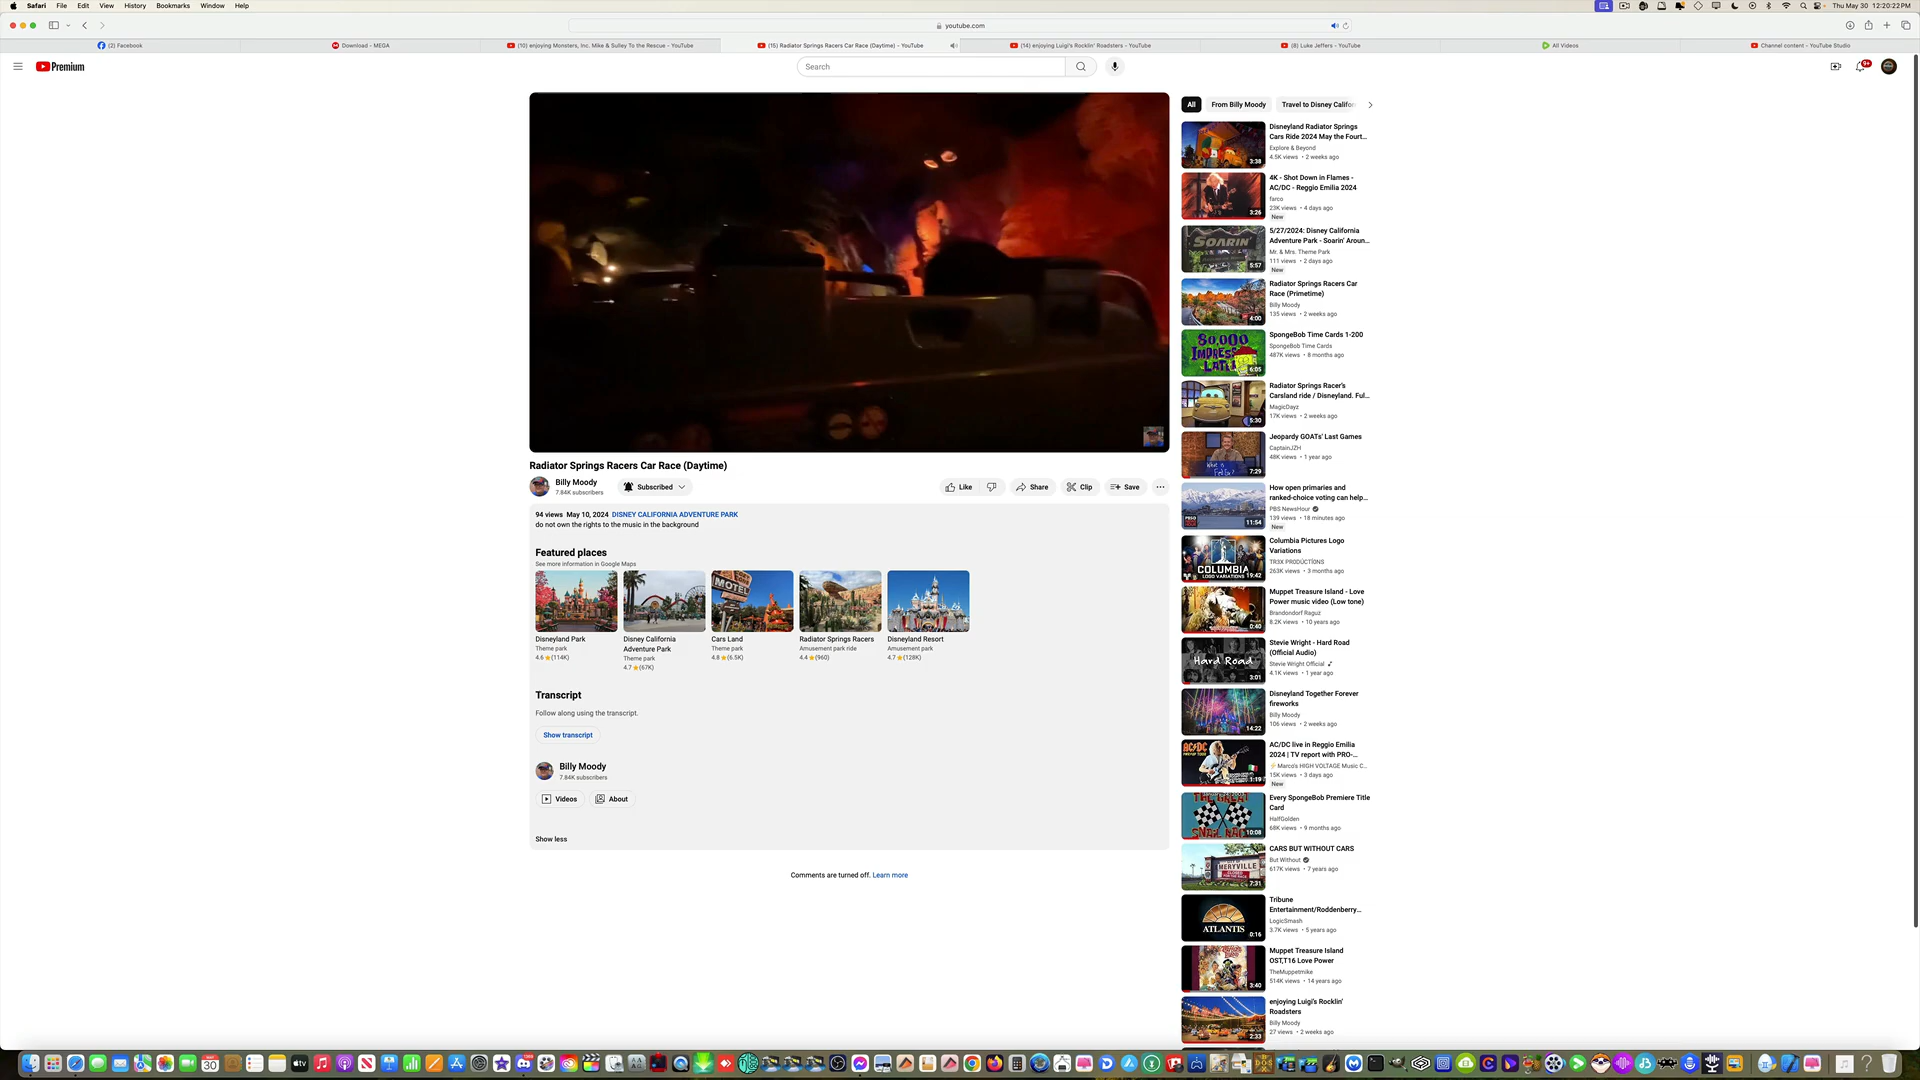 Safari File Edit View History Bookmarks Window Help
Thu May 30 12:20:22 PM
youtube.com
(2) Facebook
Download - MEGA
(10) enjoying Monsters, Inc. Mike & Sulley To the Rescue - YouTube
(15) Radiator Springs Racers Car Race (Daytime) - YouTube
(14) enjoying Luigi's Rocklin' Roadsters - YouTube
(8) Luke Jeffers - YouTube
All Videos
Channel content - YouTube Studio
Premium
Search
9+
Radiator Springs Racers Car Race (Daytime)
Billy Moody
7.84K subscribers
Subscribed
Like
Share
Clip
Save
94 views May 10, 2024 DISNEY CALIFORNIA ADVENTURE PARK
do not own the rights to the music in the background
Featured places
See more information in Google Maps
Disneyland Park
Theme park
4.6 ★ (114K)
Disney California
Adventure Park
Theme park
4.7 ★ (67K)
Cars Land
Theme park
4.8 ★ (6.5K)
Radiator Springs Racers
Amusement park ride
4.4 ★ (960)
Disneyland Resort
Amusement park
4.7 ★ (128K)
Transcript
Follow along using the transcript.
Show transcript
Billy Moody
7.84K subscribers
Videos
About
Show less
Comments are turned off. Learn more
All
From Billy Moody
Travel to Disney Califor
Disneyland Radiator Springs
Cars Ride 2024 May the Fourt...
Explore & Beyond
4.5K views • 2 weeks ago
3:38
4K - Shot Down in Flames -
AC/DC - Reggio Emilia 2024
farco
23K views • 4 days ago
New
3:26
5/27/2024: Disney California
Adventure Park - Soarin' Aroun...
Mr. & Mrs. Theme Park
111 views • 2 days ago
New
SOARIN'
5:57
Radiator Springs Racers Car
Race (Primetime)
Billy Moody
135 views • 2 weeks ago
4:00
SpongeBob Time Cards 1-200
SpongeBob Time Cards
487K views • 8 months ago
6:05
Radiator Springs Racer's
Carsland ride / Disneyland. Ful...
MagicDayz
17K views • 2 weeks ago
5:30
Jeopardy GOATs' Last Games
CaptainJZH
48K views • 1 year ago
7:29
How open primaries and
ranked-choice voting can help...
PBS NewsHour
139 views • 18 minutes ago
New
11:54
Columbia Pictures Logo
Variations
TR3X PRODUCTIONS
263K views • 3 months ago
COLUMBIA
LOGO VARIATIONS
19:42
Muppet Treasure Island - Love
Power music video (Low tone)
Brandondorf Raguz
8.2K views • 10 years ago
0:40
Stevie Wright - Hard Road
(Official Audio)
Stevie Wright Official
4.1K views • 1 year ago
Hard Road
3:01
Disneyland Together Forever
fireworks
Billy Moody
106 views • 2 weeks ago
14:22
AC/DC live in Reggio Emilia
2024 | TV report with PRO-...
Marco's HIGH VOLTAGE Music C...
15K views • 3 days ago
New
AC/DC
1:19
Every SpongeBob Premiere Title
Card
HalfGolden
68K views • 9 months ago
THE GREAT
SNAIL RACE
10:08
CARS BUT WITHOUT CARS
But Without
617K views • 7 years ago
7:31
Tribune
Entertainment/Roddenberry...
LogicSmash
3.7K views • 5 years ago
ATLANTIS
0:16
Muppet Treasure Island
OST,T16 Love Power
TheMuppetmike
514K views • 14 years ago
3:40
enjoying Luigi's Rocklin'
Roadsters
Billy Moody
27 views • 2 weeks ago
2:33